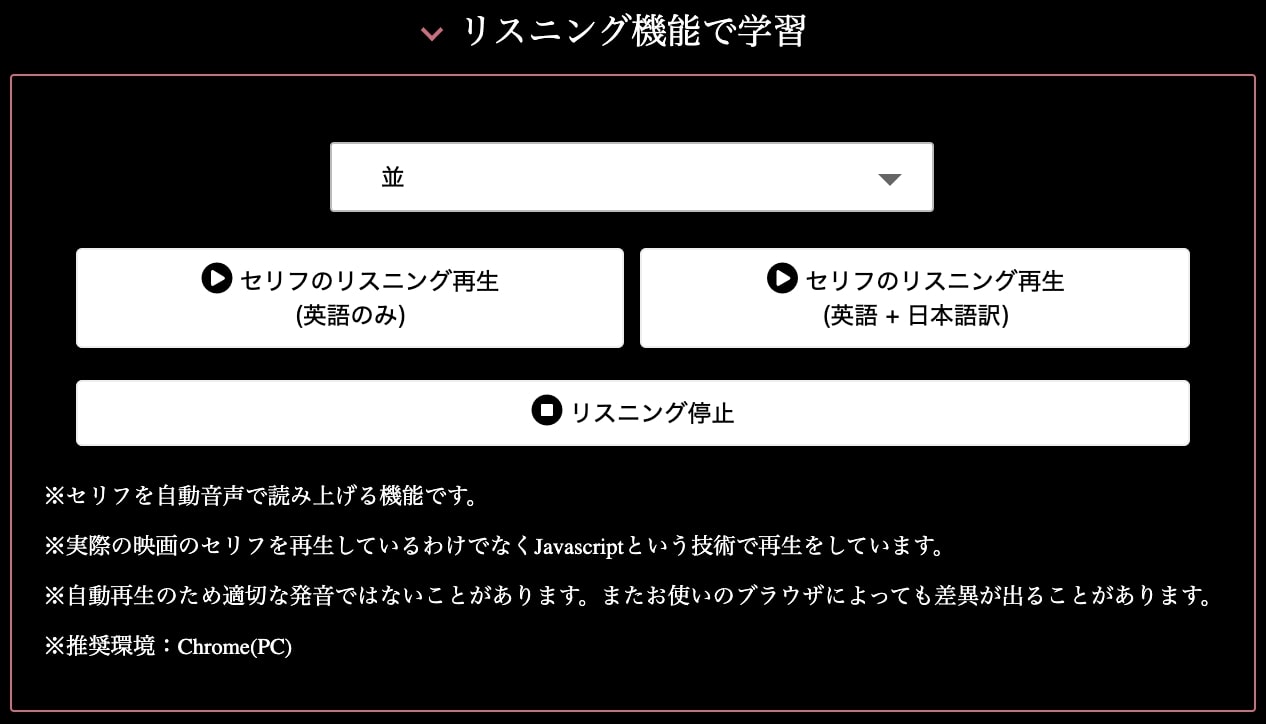 リスニング機能で学習
並
セリフのリスニング再生
(英語のみ)
セリフのリスニング再生
(英語 + 日本語訳)
リスニング停止
※セリフを自動音声で読み上げる機能です。
※実際の映画のセリフを再生しているわけでなくJavascriptという技術で再生をしています。
※自動再生のため適切な発音ではないことがあります。またお使いのブラウザによっても差異が出ることがあります。
※推奨環境：Chrome(PC)